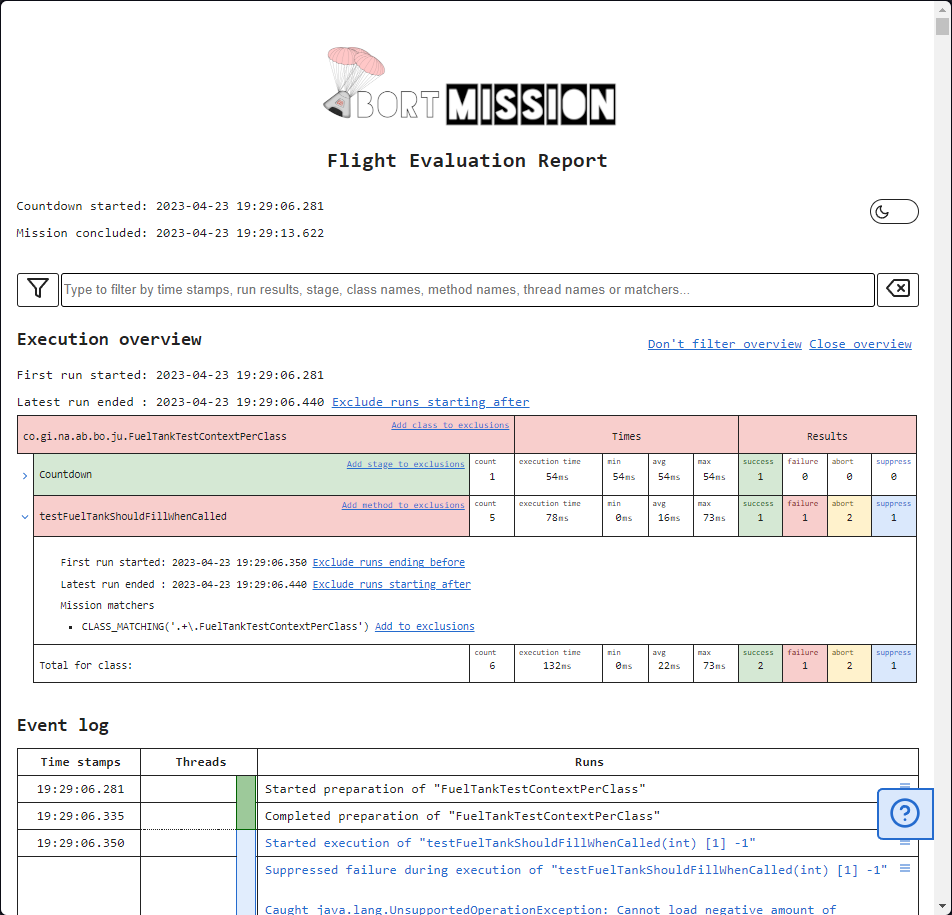 BORT MISSION
Flight Evaluation Report
Countdown started: 2023-04-23 19:29:06.281
Mission concluded: 2023-04-23 19:29:13.622
Type to filter by time stamps, run results, stage, class names, method names, thread names or matchers...
Execution overview
Don't filter overview Close overview
First run started: 2023-04-23 19:29:06.281
Latest run ended : 2023-04-23 19:29:06.440 Exclude runs starting after
co.gi.na.ab.bo.ju.FuelTankTestContextPerClass Add class to exclusions Times Results
Countdown Add stage to exclusions count execution time min avg max success failure abort suppress
1 54ms 54ms 54ms 54ms 1 0 0 0
testFuelTankShouldFillWhenCalled Add method to exclusions count execution time min avg max success failure abort suppress
5 78ms 0ms 16ms 73ms 1 1 2 1
First run started: 2023-04-23 19:29:06.350 Exclude runs ending before
Latest run ended : 2023-04-23 19:29:06.440 Exclude runs starting after
Mission matchers
• CLASS_MATCHING('.+\.FuelTankTestContextPerClass') Add to exclusions
Total for class: count execution time min avg max success failure abort suppress
6 132ms 0ms 22ms 73ms 2 1 2 1
Event log
Time stamps Threads Runs
19:29:06.281 Started preparation of "FuelTankTestContextPerClass"
19:29:06.335 Completed preparation of "FuelTankTestContextPerClass"
19:29:06.350 Started execution of "testFuelTankShouldFillWhenCalled(int) [1] -1"
Suppressed failure during execution of "testFuelTankShouldFillWhenCalled(int) [1] -1"
Caught java.lang.UnsupportedOperationException: Cannot load negative amount of